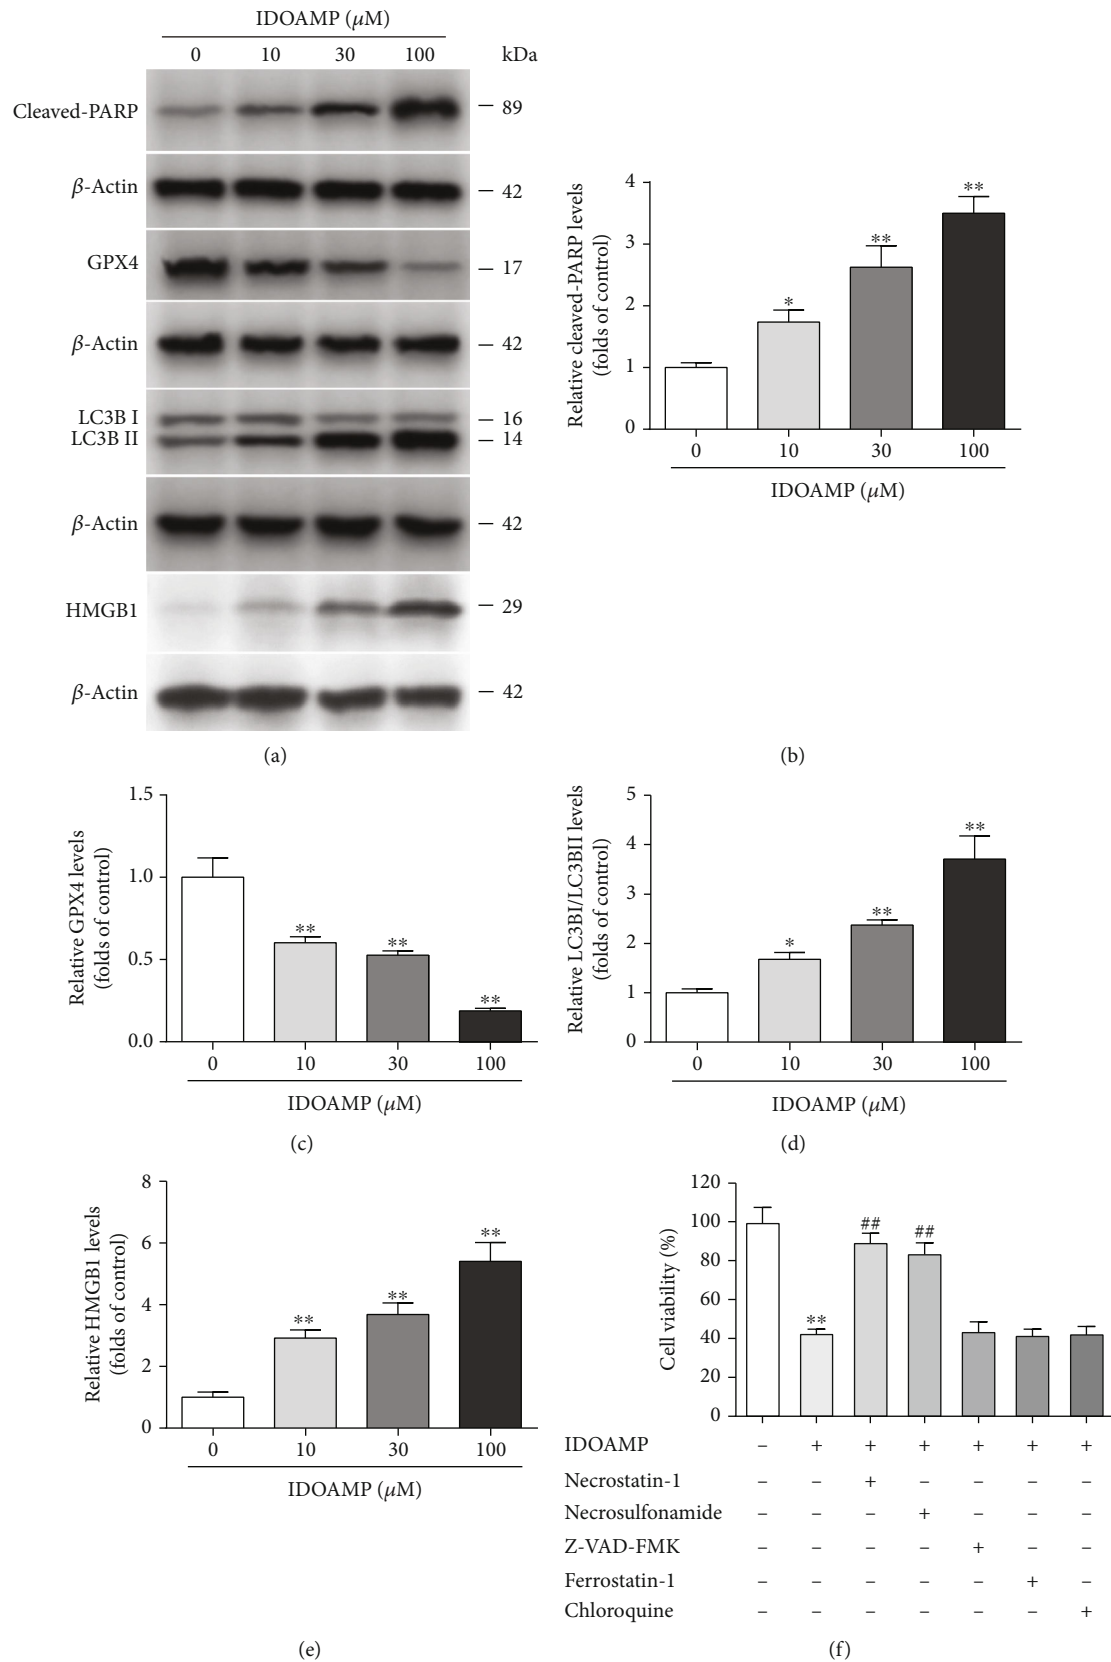 IDOAMP (μM)
0 10 30 100 kDa
Cleaved-PARP 89
β-Actin 42
GPX4 17
β-Actin 42
LC3B I 16
LC3B II 14
β-Actin 42
HMGB1 29
β-Actin 42
(a)
Relative cleaved-PARP levels
(folds of control)
4
3
2
1
0
* ** **
0 10 30 100
IDOAMP (μM)
(b)
Relative GPX4 levels
(folds of control)
1.5
1.0
0.5
0.0
** ** **
0 10 30 100
IDOAMP (μM)
(c)
Relative LC3BI/LC3BII levels
(folds of control)
5
4
3
2
1
0
* ** **
0 10 30 100
IDOAMP (μM)
(d)
Relative HMGB1 levels
(folds of control)
8
6
4
2
0
** ** **
0 10 30 100
IDOAMP (μM)
(e)
Cell viability (%)
120
100
80
60
40
20
0
** ## ##
IDOAMP – + + + + + +
Necrostatin-1 – – + – – – –
Necrosulfonamide – – – + – – –
Z-VAD-FMK – – – – + – –
Ferrostatin-1 – – – – – + –
Chloroquine – – – – – – +
(f)